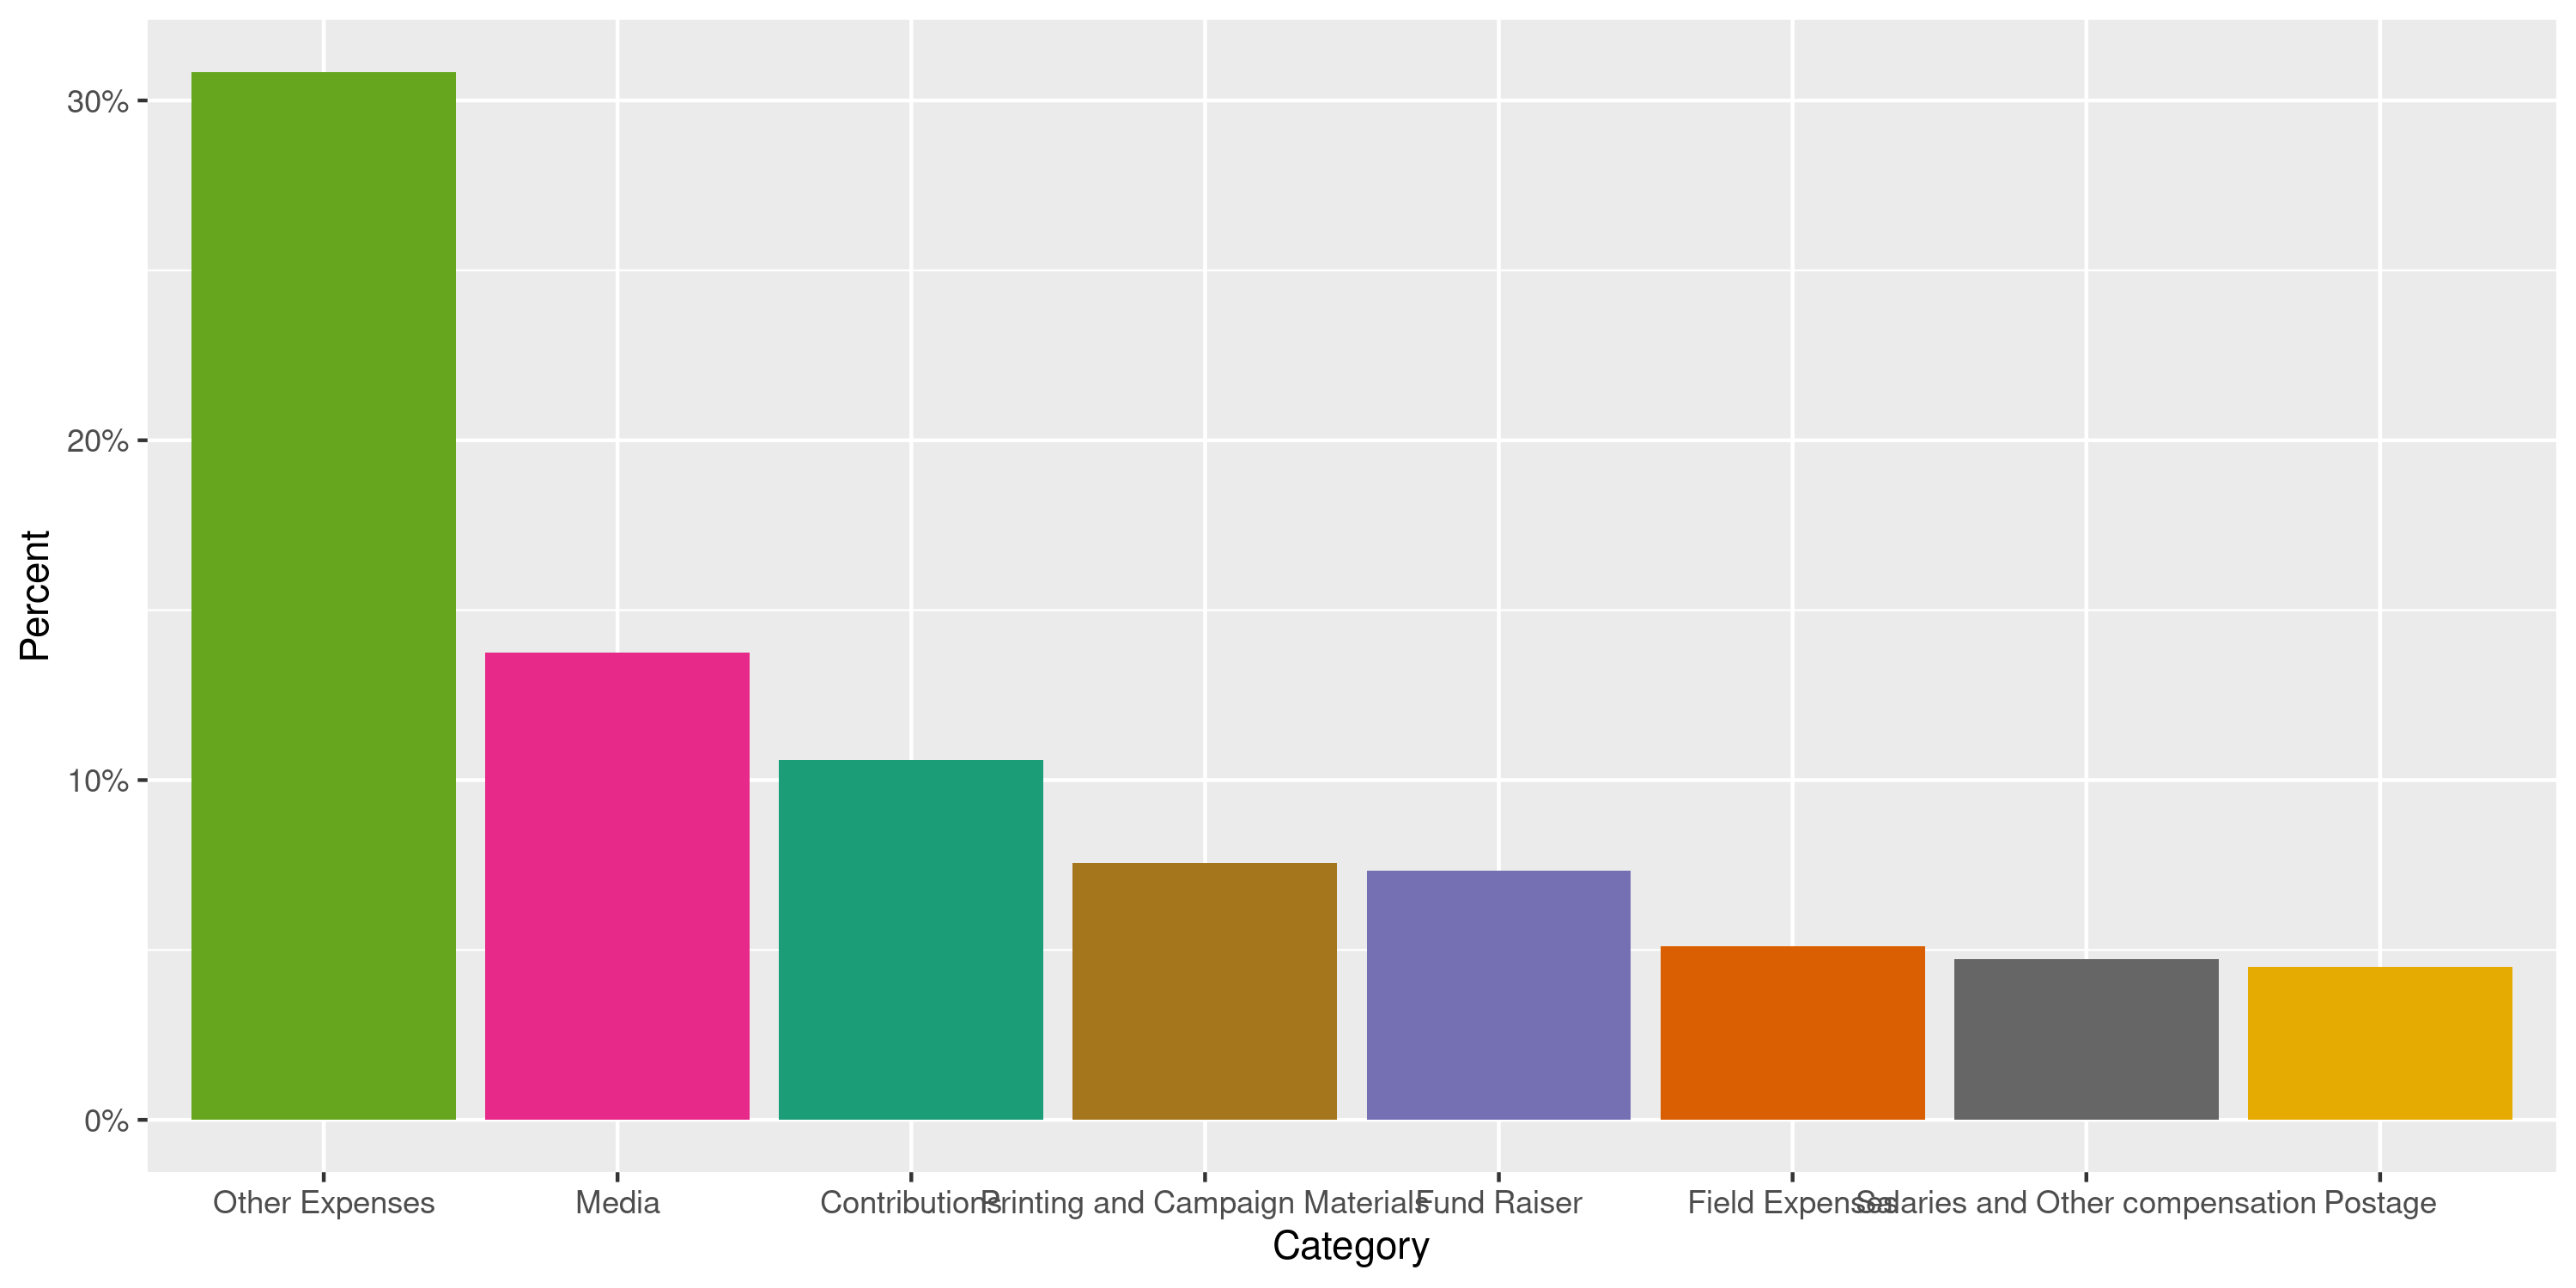 Percent
30%
20%
10%
0%
Other Expenses
Media
Contributions
Printing and Campaign Materials
Fund Raiser
Field Expenses
Salaries and Other compensation
Postage
Category